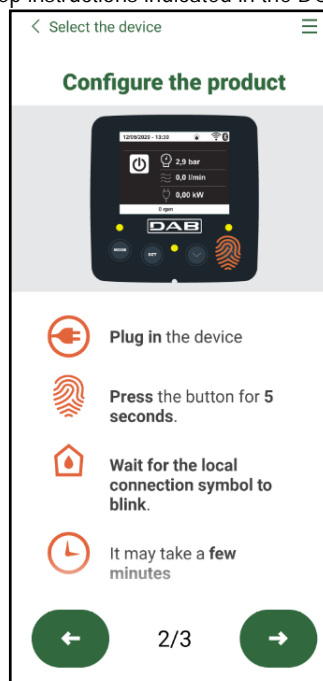 Select the device
Configure the product
12/05/2020 - 13:30
2,9 bar
0,0 l/min
0,00 kW
0 rpm
DAB
MODE
SET
Plug in the device
Press the button for 5
seconds.
Wait for the local
connection symbol to
blink.
It may take a few
minutes
2/3